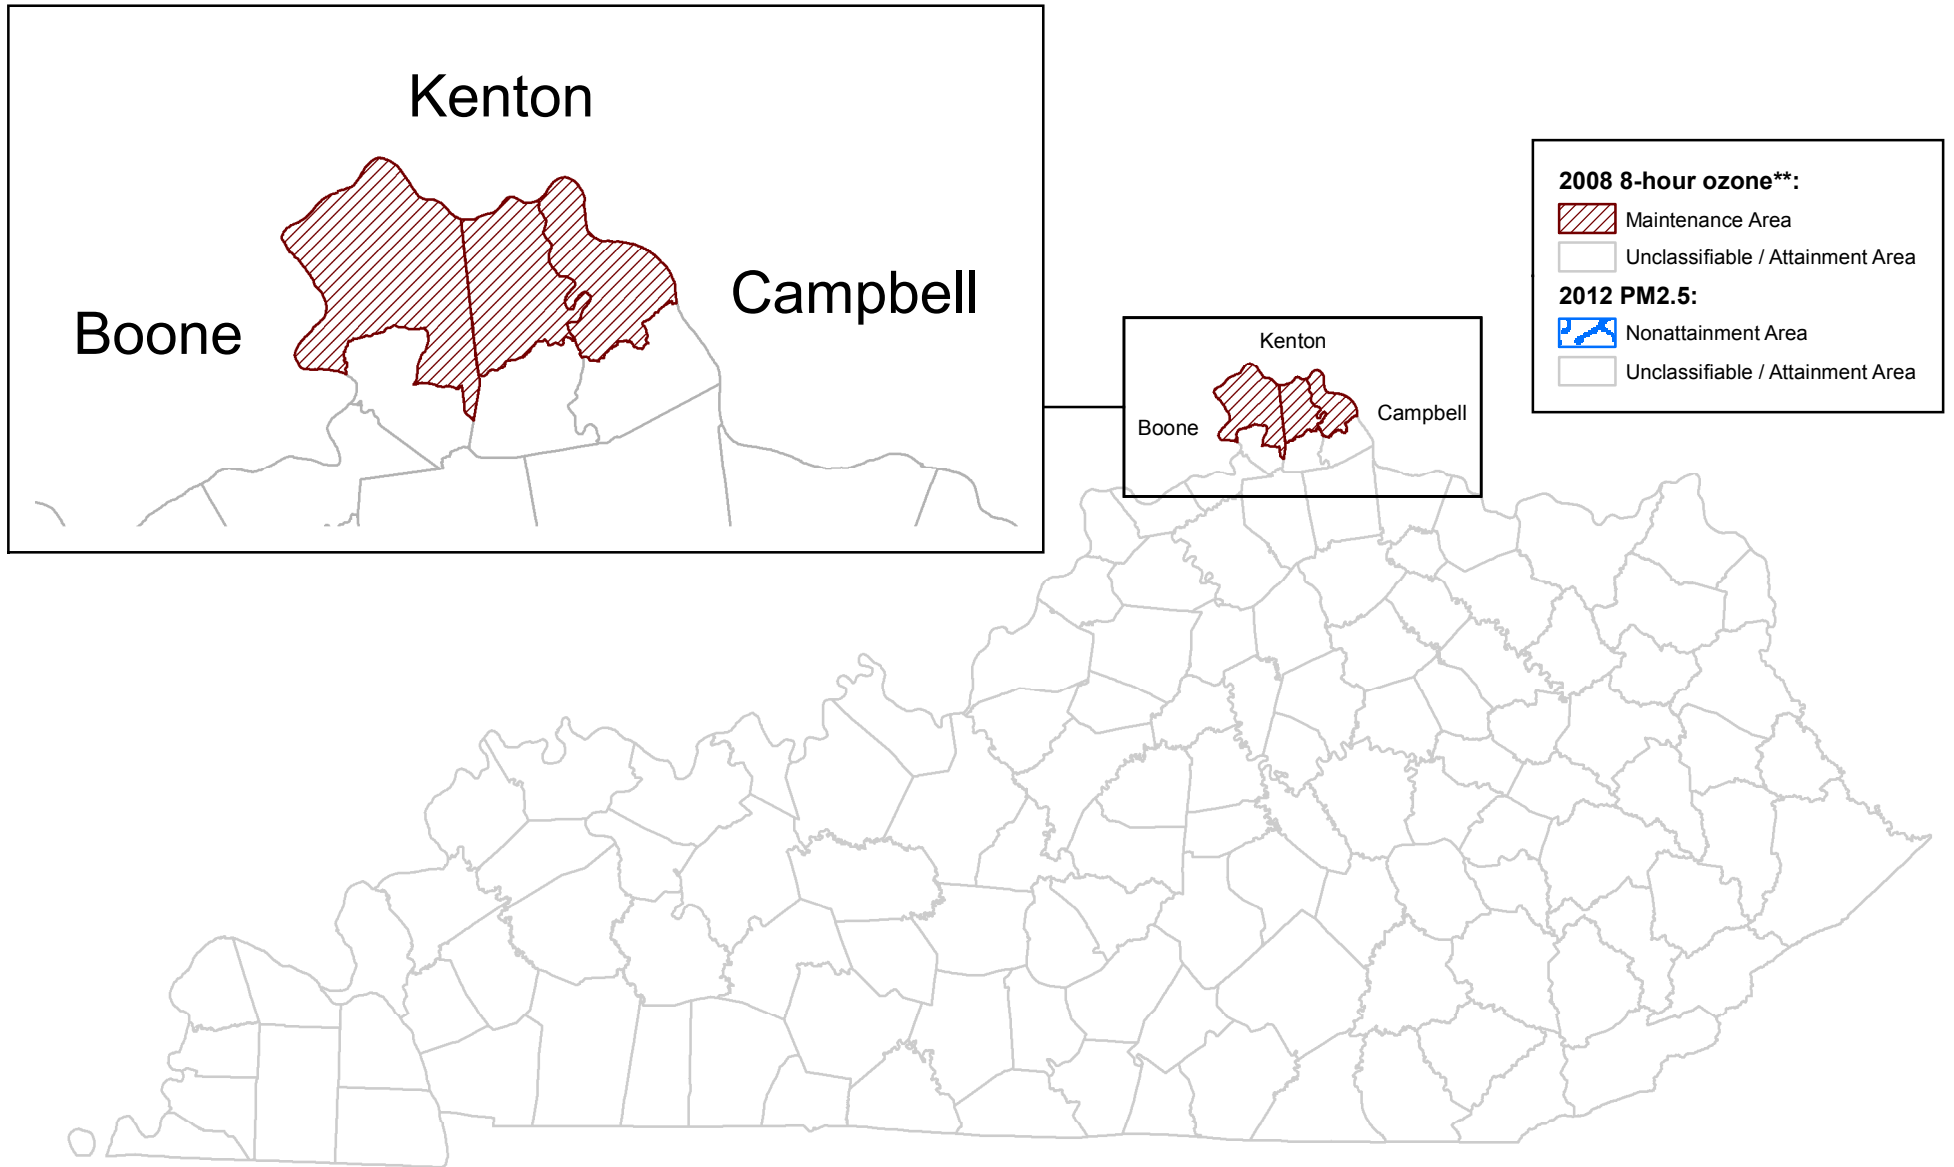 Kenton
Boone
Campbell
2008 8-hour ozone**:
Maintenance Area
Unclassifiable / Attainment Area
2012 PM2.5:
Nonattainment Area
Unclassifiable / Attainment Area
Kenton
Boone
Campbell